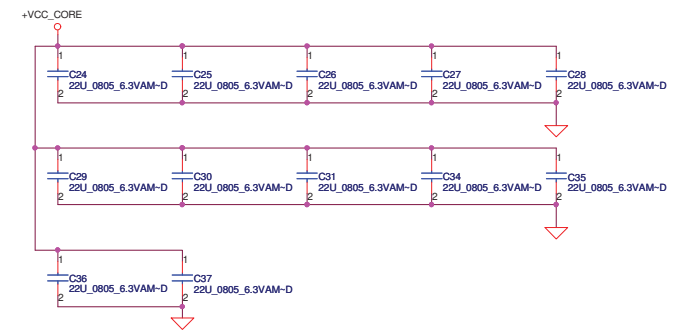 +VCC_CORE
1 1 1 1 1
C24 C25 C26 C27 C28
22U_0805_6.3VAM~D 22U_0805_6.3VAM~D 22U_0805_6.3VAM~D 22U_0805_6.3VAM~D 22U_0805_6.3VAM~D
2 2 2 2 2
1 1 1 1 1
C29 C30 C31 C34 C35
22U_0805_6.3VAM~D 22U_0805_6.3VAM~D 22U_0805_6.3VAM~D 22U_0805_6.3VAM~D 22U_0805_6.3VAM~D
2 2 2 2 2
1 1
C36 C37
22U_0805_6.3VAM~D 22U_0805_6.3VAM~D
2 2